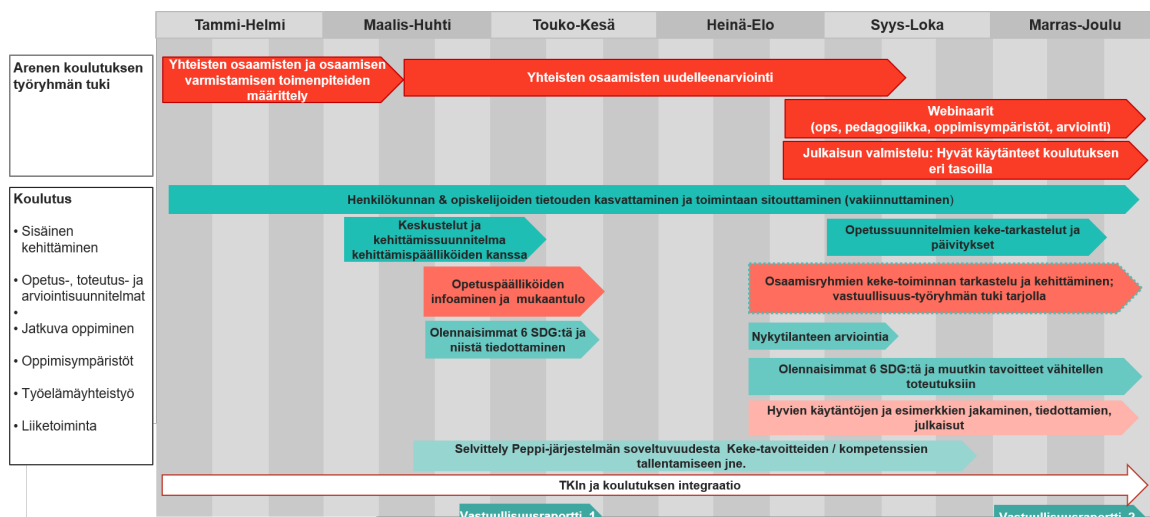 Tammi-Helmi Maalis-Huhti Touko-Kesä Heinä-Elo Syys-Loka Marras-Joulu
Arenen koulutuksen
työryhmän tuki
Yhteisten osaamisten ja osaamisen
varmistamisen toimenpiteiden
määrittely
Yhteisten osaamisten uudelleenarviointi
Webinaarit
(ops, pedagogiikka, oppimisympäristöt, arviointi)
Julkaisun valmistelu: Hyvät käytänteet koulutuksen
eri tasoilla
Koulutus
• Sisäinen
kehittäminen
• Opetus-, toteutus- ja
arviointisuunnitelmat
•
• Jatkuva oppiminen
• Oppimisympäristöt
• Työelämäyhteistyö
• Liiketoiminta
Henkilökunnan & opiskelijoiden tietouden kasvattaminen ja toimintaan sitouttaminen (vakiinnuttaminen)
Keskustelut ja
kehittämissuunnitelma
kehittämispäälliköiden kanssa
Opetussuunnitelmien keke-tarkastelut ja
päivitykset
Opetuspäälliköiden
infoaminen ja mukaantulo
Osaamisryhmien keke-toiminnan tarkastelu ja kehittäminen;
vastuullisuus-työryhmän tuki tarjolla
Olennaisimmat 6 SDG:tä ja
niistä tiedottaminen
Nykytilanteen arviointia
Olennaisimmat 6 SDG:tä ja muutkin tavoitteet vähitellen
toteutuksiin
Hyvien käytäntöjen ja esimerkkien jakaminen, tiedottamien,
julkaisut
Selvittely Peppi-järjestelmän soveltuvuudesta Keke-tavoitteiden / kompetenssien
tallentamiseen jne.
TKIn ja koulutuksen integraatio
Vastuullisuusraportti 1
Vastuullisuusraportti 2